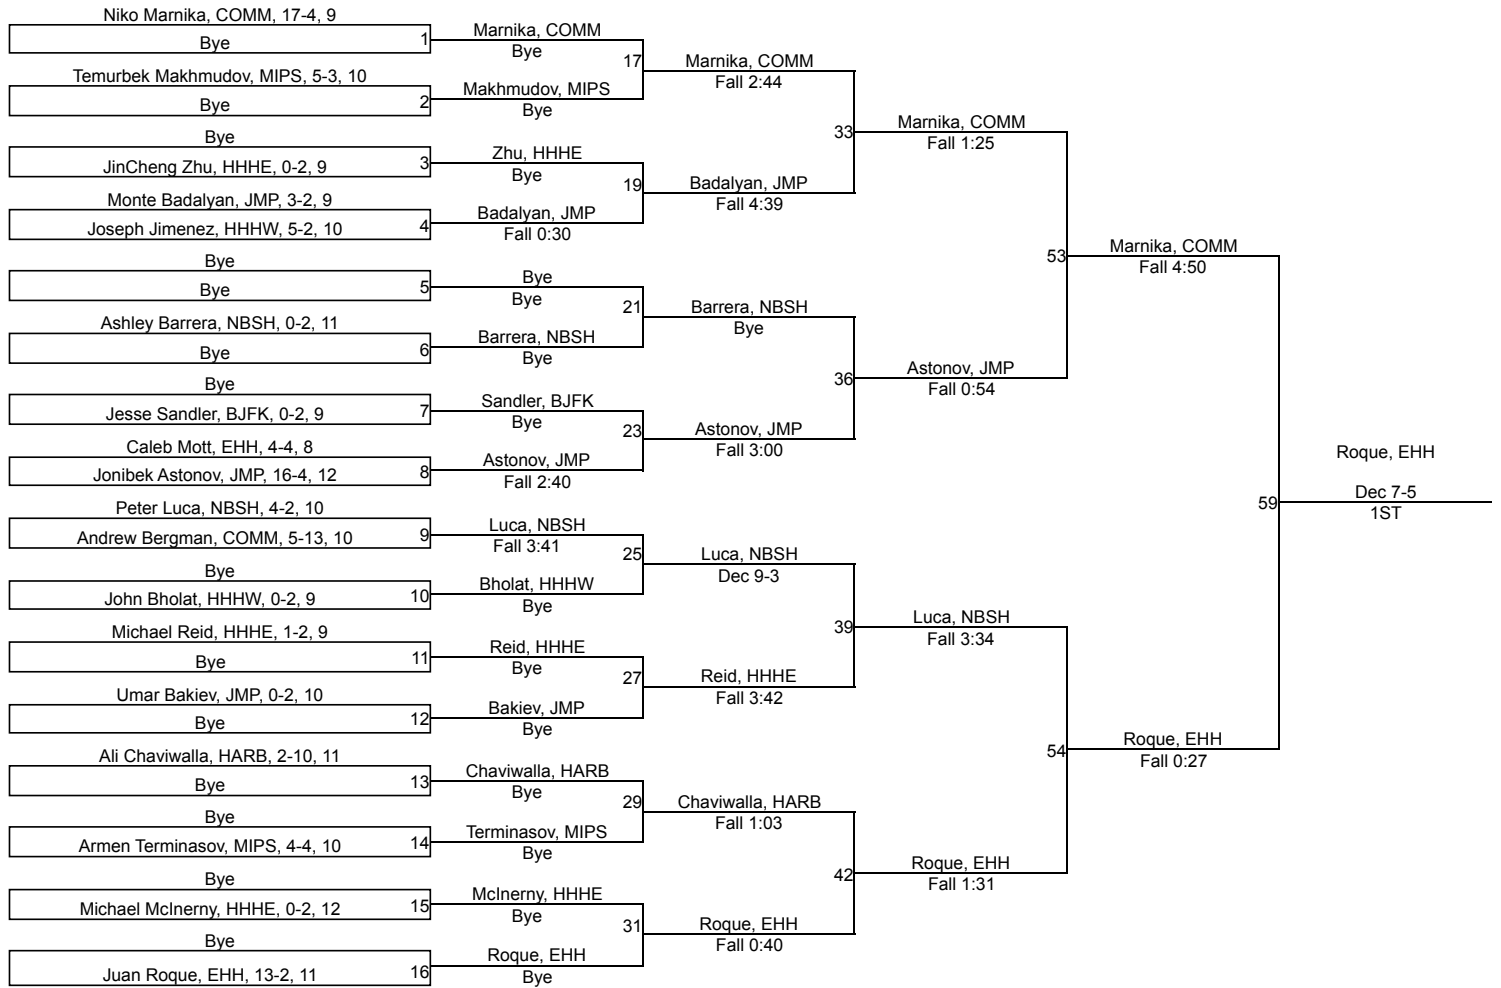 Niko Marnika, COMM, 17-4, 9
Bye
1
Temurbek Makhmudov, MIPS, 5-3, 10
Bye
2
Bye
JinCheng Zhu, HHHE, 0-2, 9
3
Monte Badalyan, JMP, 3-2, 9
Joseph Jimenez, HHHW, 5-2, 10
4
Bye
Bye
5
Ashley Barrera, NBSH, 0-2, 11
Bye
6
Bye
Jesse Sandler, BJFK, 0-2, 9
7
Caleb Mott, EHH, 4-4, 8
Jonibek Astonov, JMP, 16-4, 12
8
Peter Luca, NBSH, 4-2, 10
Andrew Bergman, COMM, 5-13, 10
9
Bye
John Bholat, HHHW, 0-2, 9
10
Michael Reid, HHHE, 1-2, 9
Bye
11
Umar Bakiev, JMP, 0-2, 10
Bye
12
Ali Chaviwalla, HARB, 2-10, 11
Bye
13
Bye
Armen Terminasov, MIPS, 4-4, 10
14
Bye
Michael McInerny, HHHE, 0-2, 12
15
Bye
Juan Roque, EHH, 13-2, 11
16
Marnika, COMM
Bye
17
Makhmudov, MIPS
Bye
Zhu, HHHE
Bye
19
Badalyan, JMP
Fall 0:30
Bye
Bye
21
Barrera, NBSH
Bye
Sandler, BJFK
Bye
23
Astonov, JMP
Fall 2:40
Luca, NBSH
Fall 3:41
25
Bholat, HHHW
Bye
Reid, HHHE
Bye
27
Bakiev, JMP
Bye
Chaviwalla, HARB
Bye
29
Terminasov, MIPS
Bye
McInerny, HHHE
Bye
31
Roque, EHH
Bye
Marnika, COMM
Fall 2:44
33
Badalyan, JMP
Fall 4:39
Barrera, NBSH
Bye
36
Astonov, JMP
Fall 3:00
Luca, NBSH
Dec 9-3
39
Reid, HHHE
Fall 3:42
Chaviwalla, HARB
Fall 1:03
42
Roque, EHH
Fall 0:40
Marnika, COMM
Fall 1:25
53
Astonov, JMP
Fall 0:54
Luca, NBSH
Fall 3:34
54
Roque, EHH
Fall 1:31
Marnika, COMM
Fall 4:50
59
Roque, EHH
Fall 0:27
Roque, EHH
Dec 7-5
1ST